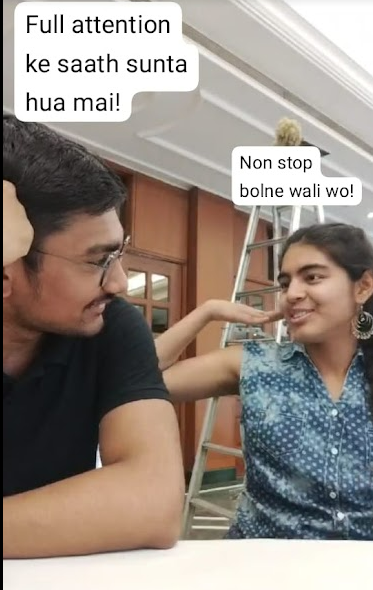 Full attention
ke saath sunta
hua mai!
Non stop
bolne wali wo!